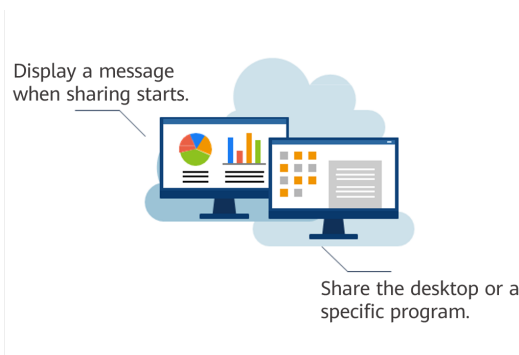 Display a message
when sharing starts.
Share the desktop or a
specific program.